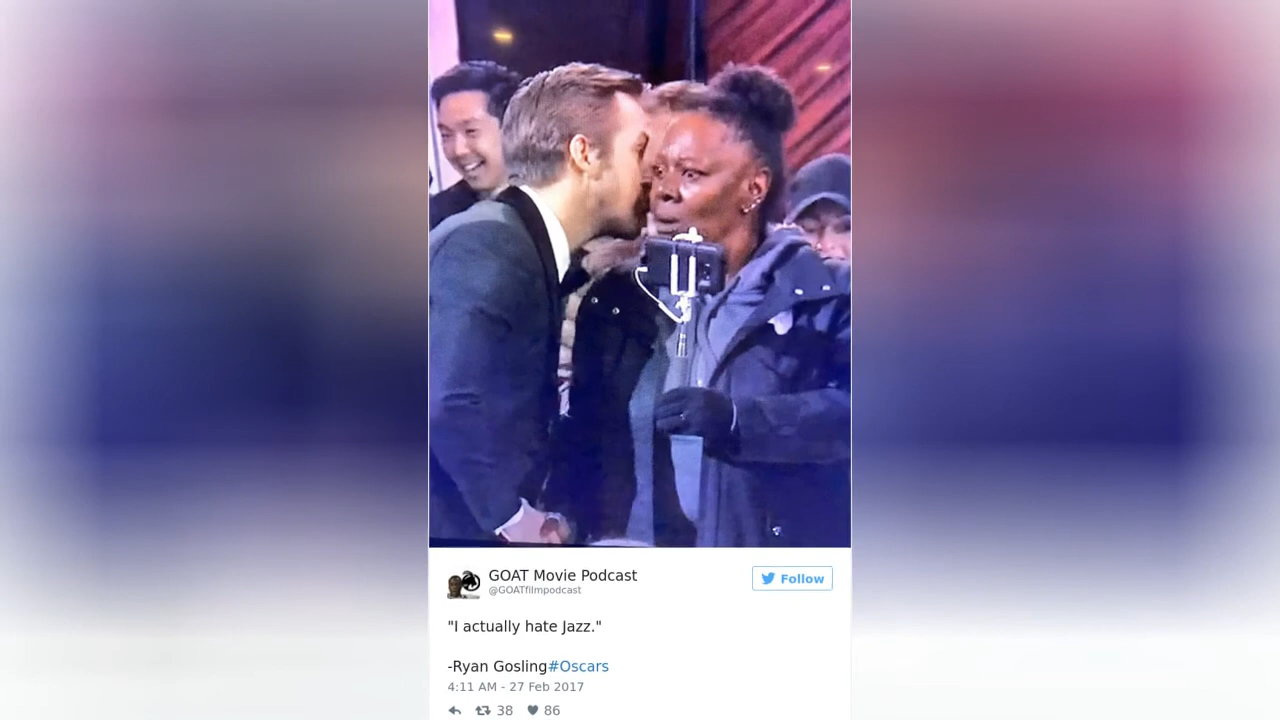 GOAT Movie Podcast
@GOATfilmpodcast
Follow
"I actually hate Jazz."
-Ryan Gosling#Oscars
4:11 AM - 27 Feb 2017
38 86